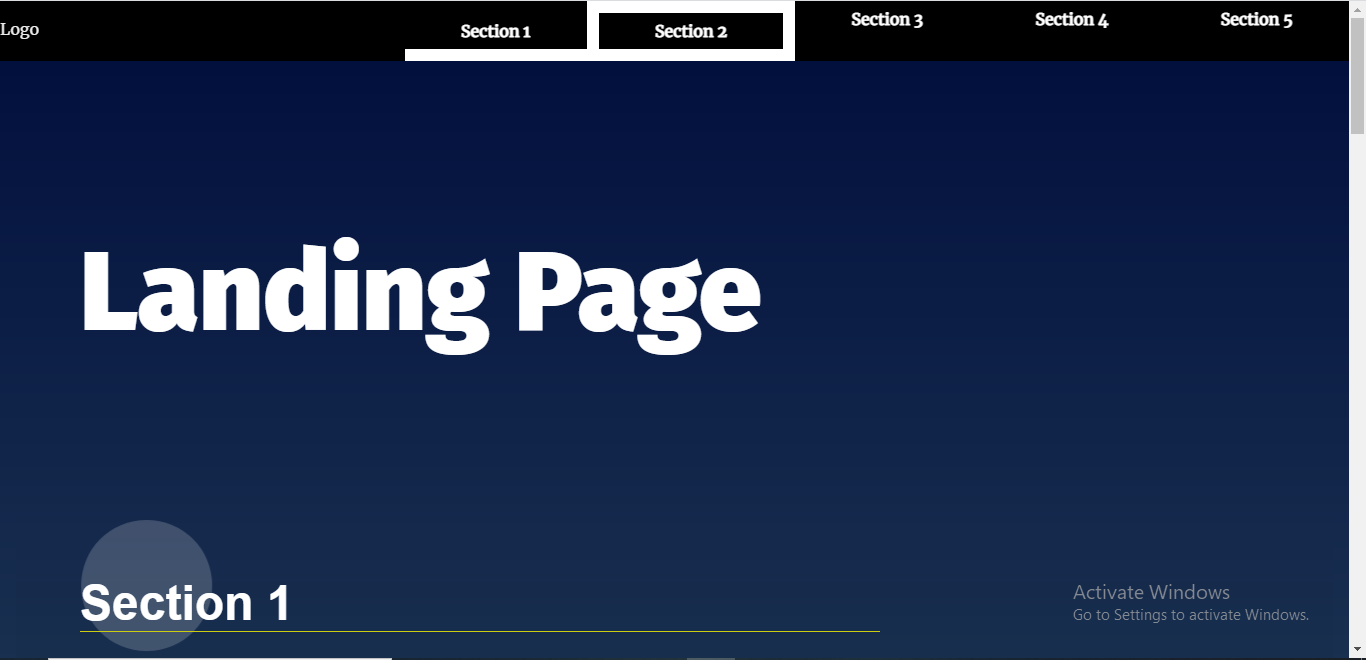 Logo
Section 1
Section 2
Section 3
Section 4
Section 5
Landing Page
Section 1
Activate Windows
Go to Settings to activate Windows.